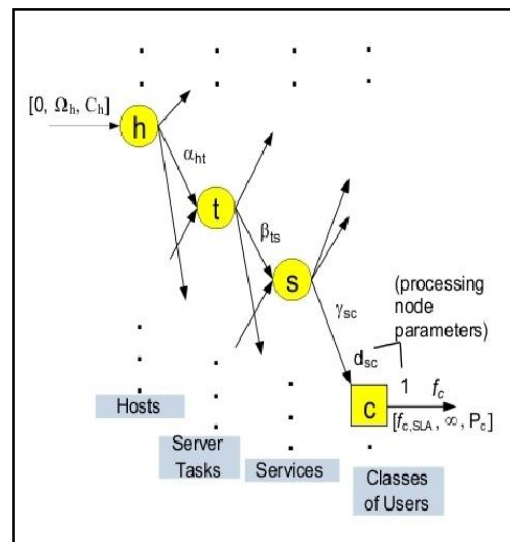 [0, Ωh, Ch]
h
αht
t
βts
s
γsc
(processing
node
parameters)
dsc
1
fc
c
[fc,SLA, ∞, Pc]
Hosts
Server
Tasks
Services
Classes
of Users